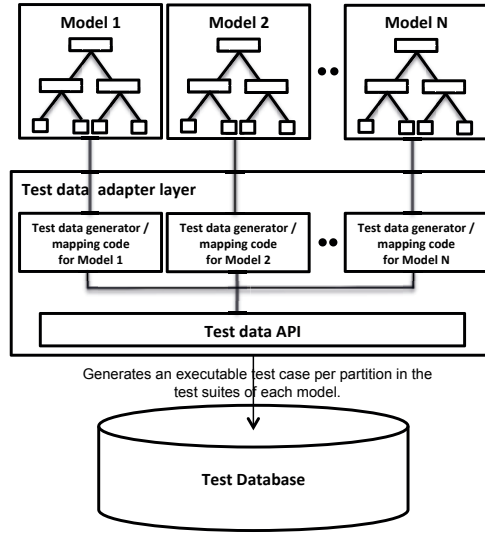 Model 1
Model 2
Model N
Test data adapter layer
Test data generator /
mapping code
for Model 1
Test data generator /
mapping code
for Model 2
Test data generator /
mapping code
for Model N
Test data API
Generates an executable test case per partition in the
test suites of each model.
Test Database